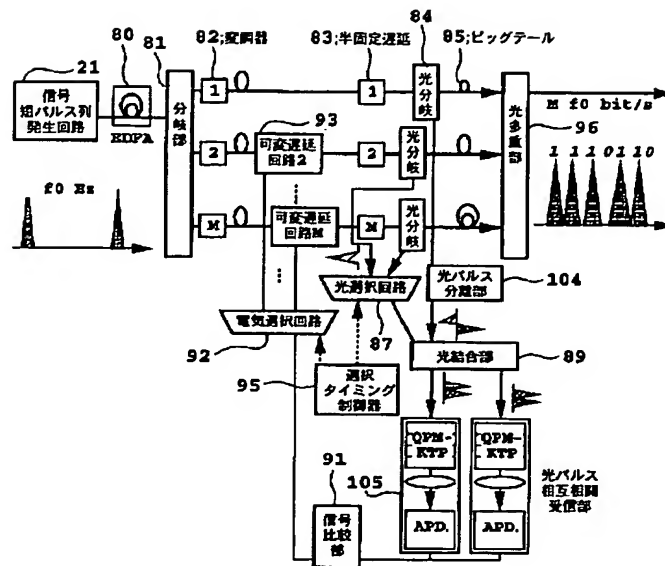 80
81
82;変調器
83;半固定遅延
84
85;ピッグテール
21
信号
短パルス列
発生回路
EDFA
分岐部
1
1
光分岐
光多重部
M f0 bit/s
96
93
2
可変遅延
回路2
2
光分岐
1 1 1 0 1 1 0
f0 Hz
M
可変遅延
回路M
M
光分岐
光選択回路
87
光パルス
分離部
104
電気選択回路
92
光結合部
89
95
選択
タイミング
制御器
91
信号
比較部
105
QPM-
KTP
APD.
QPM-
KTP
APD.
光パルス
相互相関
受信部